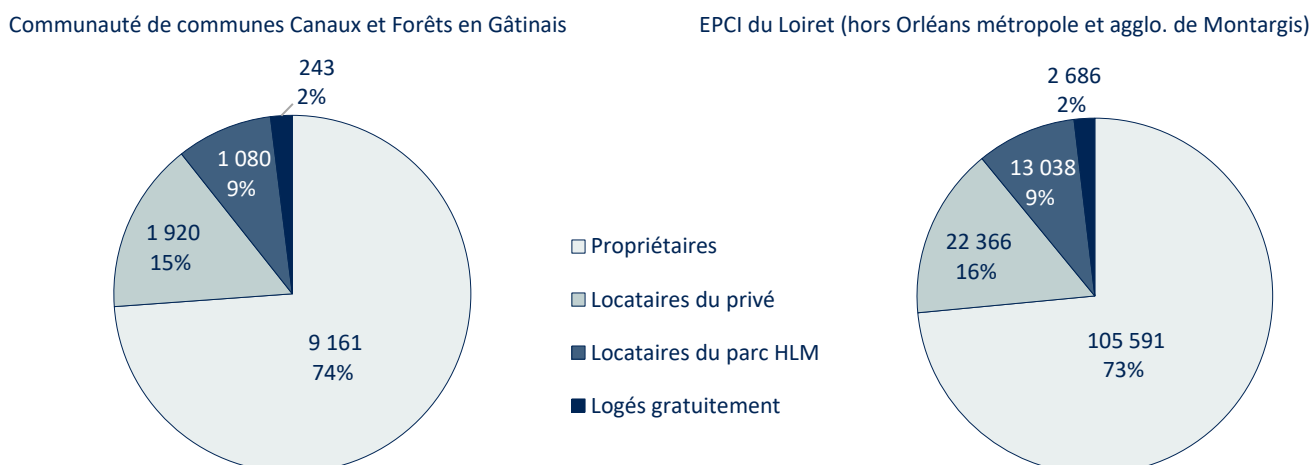 Communauté de communes Canaux et Forêts en Gâtinais
243
2%
1 080
9%
1 920
15%
9 161
74%
Propriétaires
Locataires du privé
Locataires du parc HLM
Logés gratuitement
EPCI du Loiret (hors Orléans métropole et agglo. de Montargis)
2 686
2%
13 038
9%
22 366
16%
105 591
73%